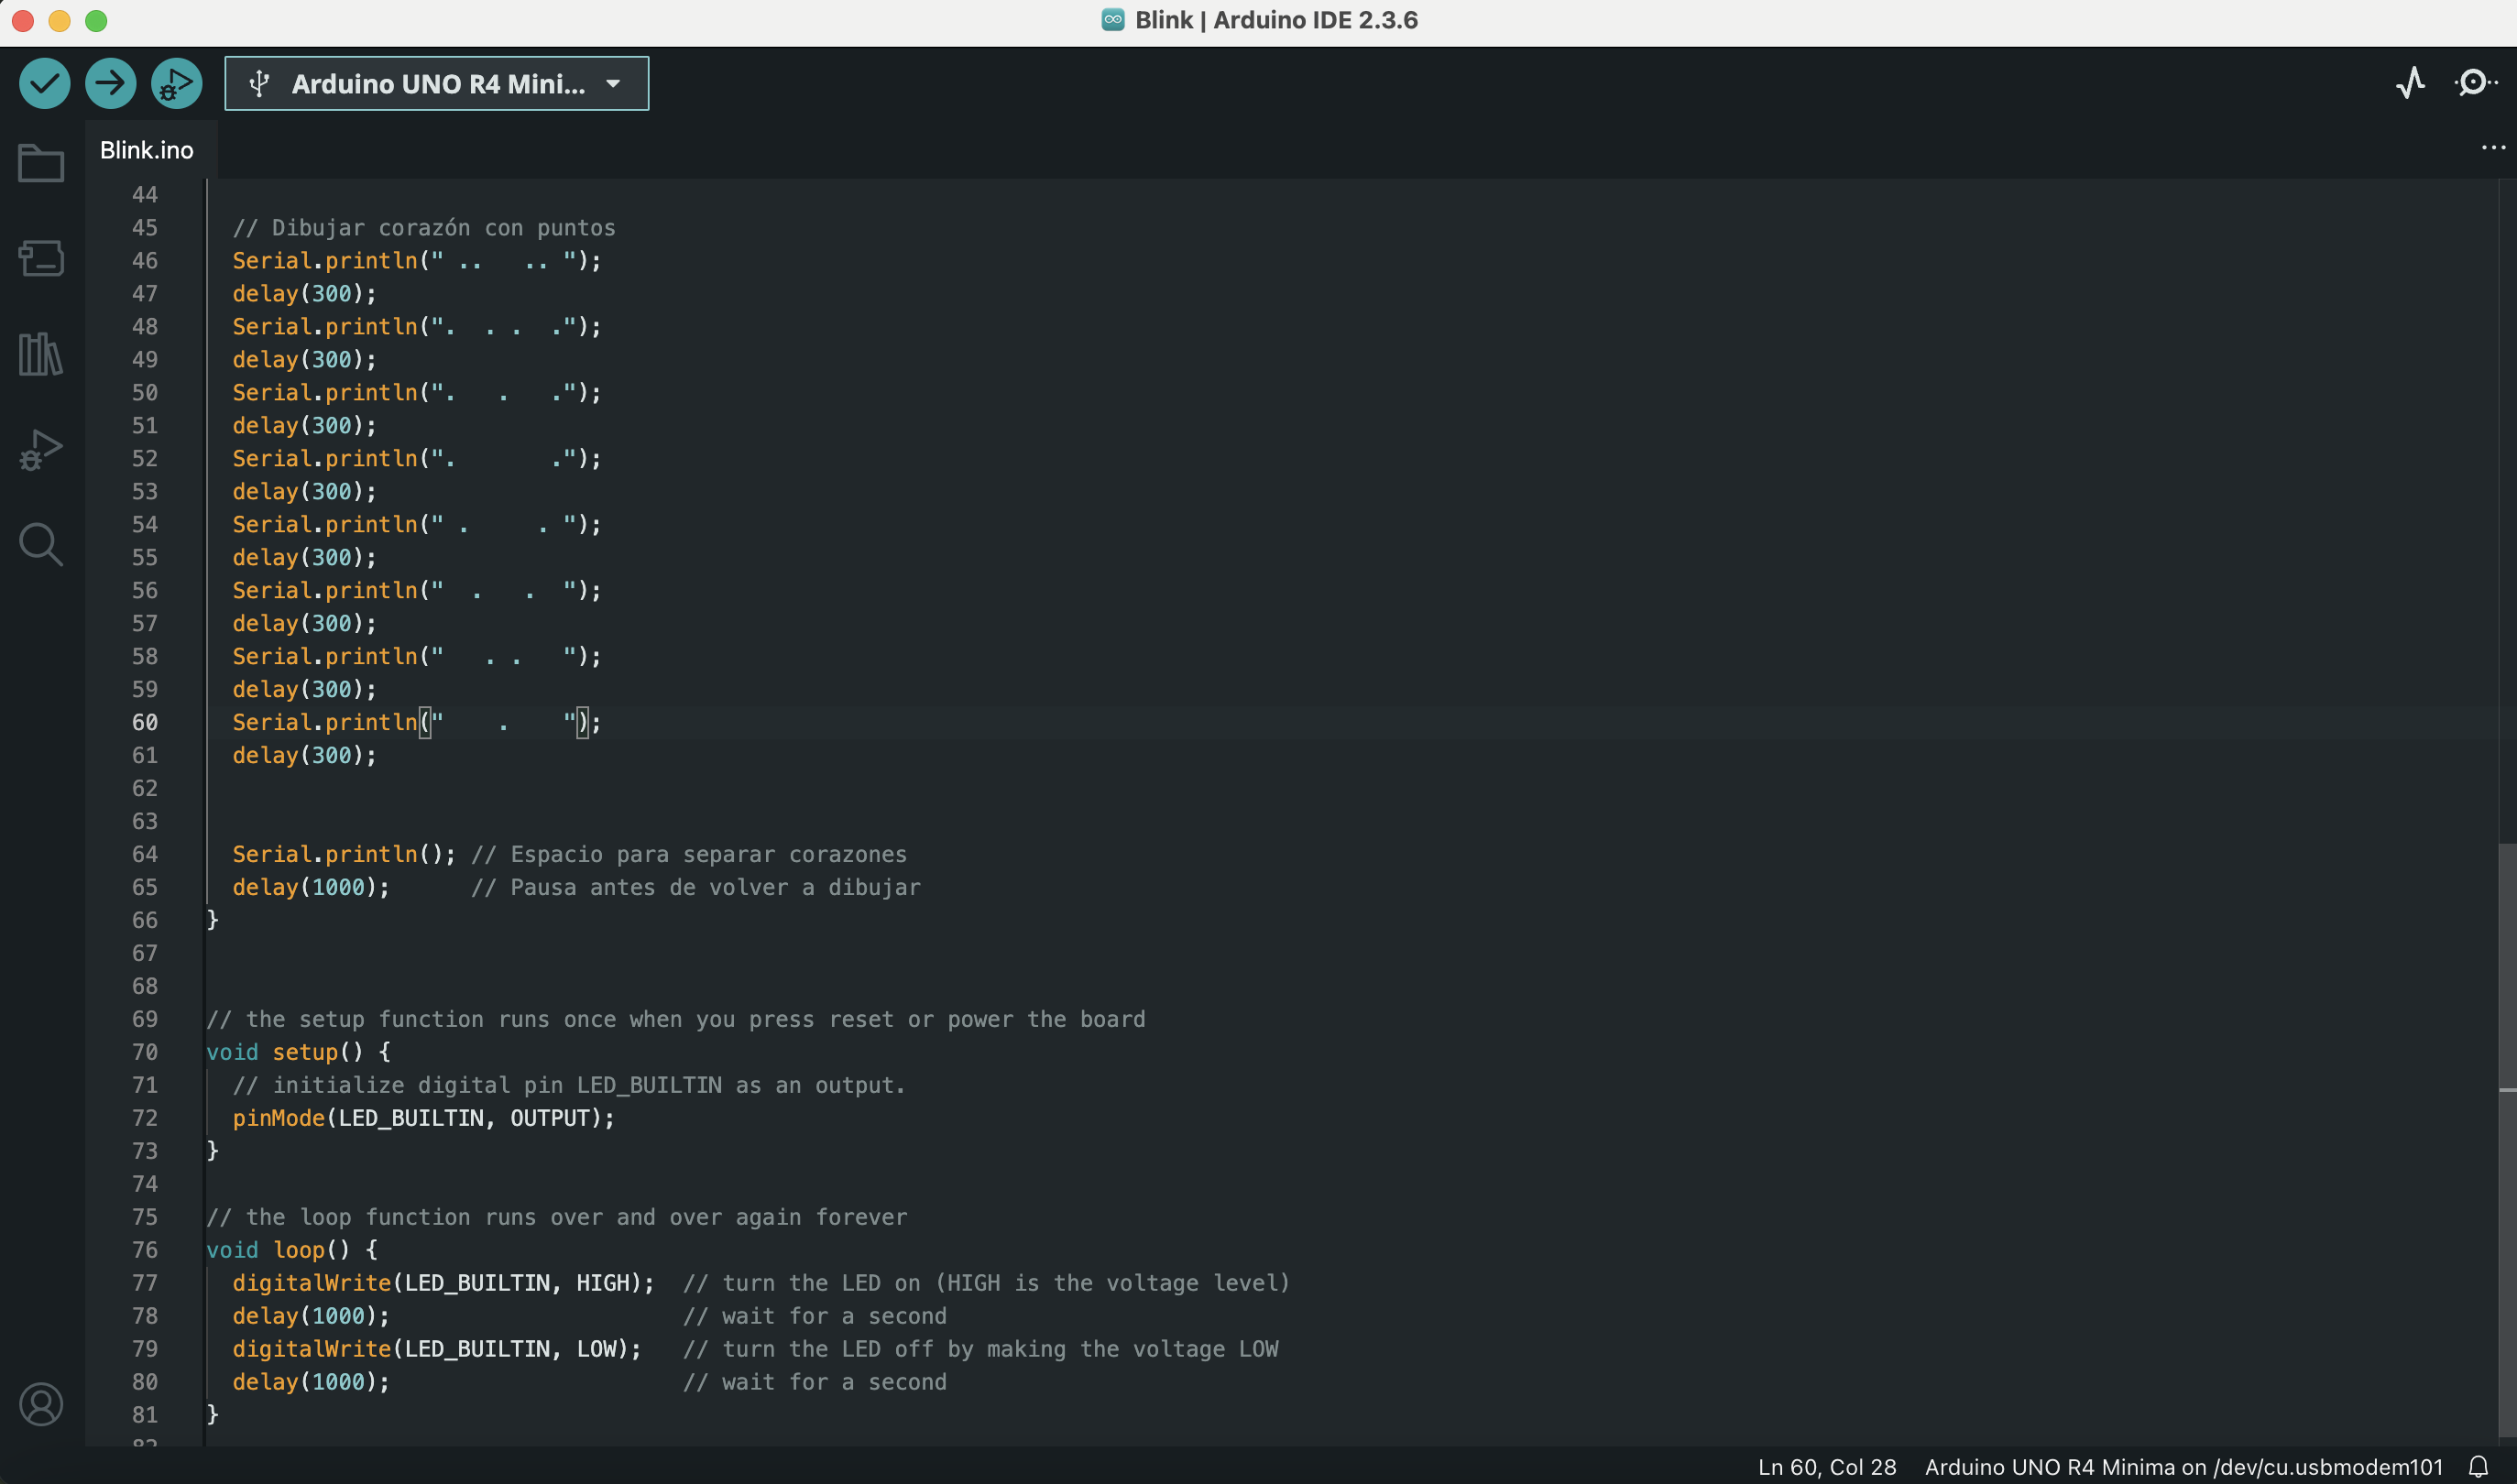 Blink | Arduino IDE 2.3.6
Arduino UNO R4 Mini...
Blink.ino
44
45 // Dibujar corazón con puntos
46 Serial.println(" ..   .. ");
47 delay(300);
48 Serial.println(".  . .  .");
49 delay(300);
50 Serial.println(".   .   .");
51 delay(300);
52 Serial.println(".       .");
53 delay(300);
54 Serial.println(" .     . ");
55 delay(300);
56 Serial.println("  .   .  ");
57 delay(300);
58 Serial.println("   . .   ");
59 delay(300);
60 Serial.println("    .    ");
61 delay(300);
62
63
64 Serial.println(); // Espacio para separar corazones
65 delay(1000);      // Pausa antes de volver a dibujar
66 }
67
68
69 // the setup function runs once when you press reset or power the board
70 void setup() {
71 // initialize digital pin LED_BUILTIN as an output.
72 pinMode(LED_BUILTIN, OUTPUT);
73 }
74
75 // the loop function runs over and over again forever
76 void loop() {
77 digitalWrite(LED_BUILTIN, HIGH);  // turn the LED on (HIGH is the voltage level)
78 delay(1000);                      // wait for a second
79 digitalWrite(LED_BUILTIN, LOW);   // turn the LED off by making the voltage LOW
80 delay(1000);                      // wait for a second
81 }
82
Ln 60, Col 28 Arduino UNO R4 Minima on /dev/cu.usbmodem101